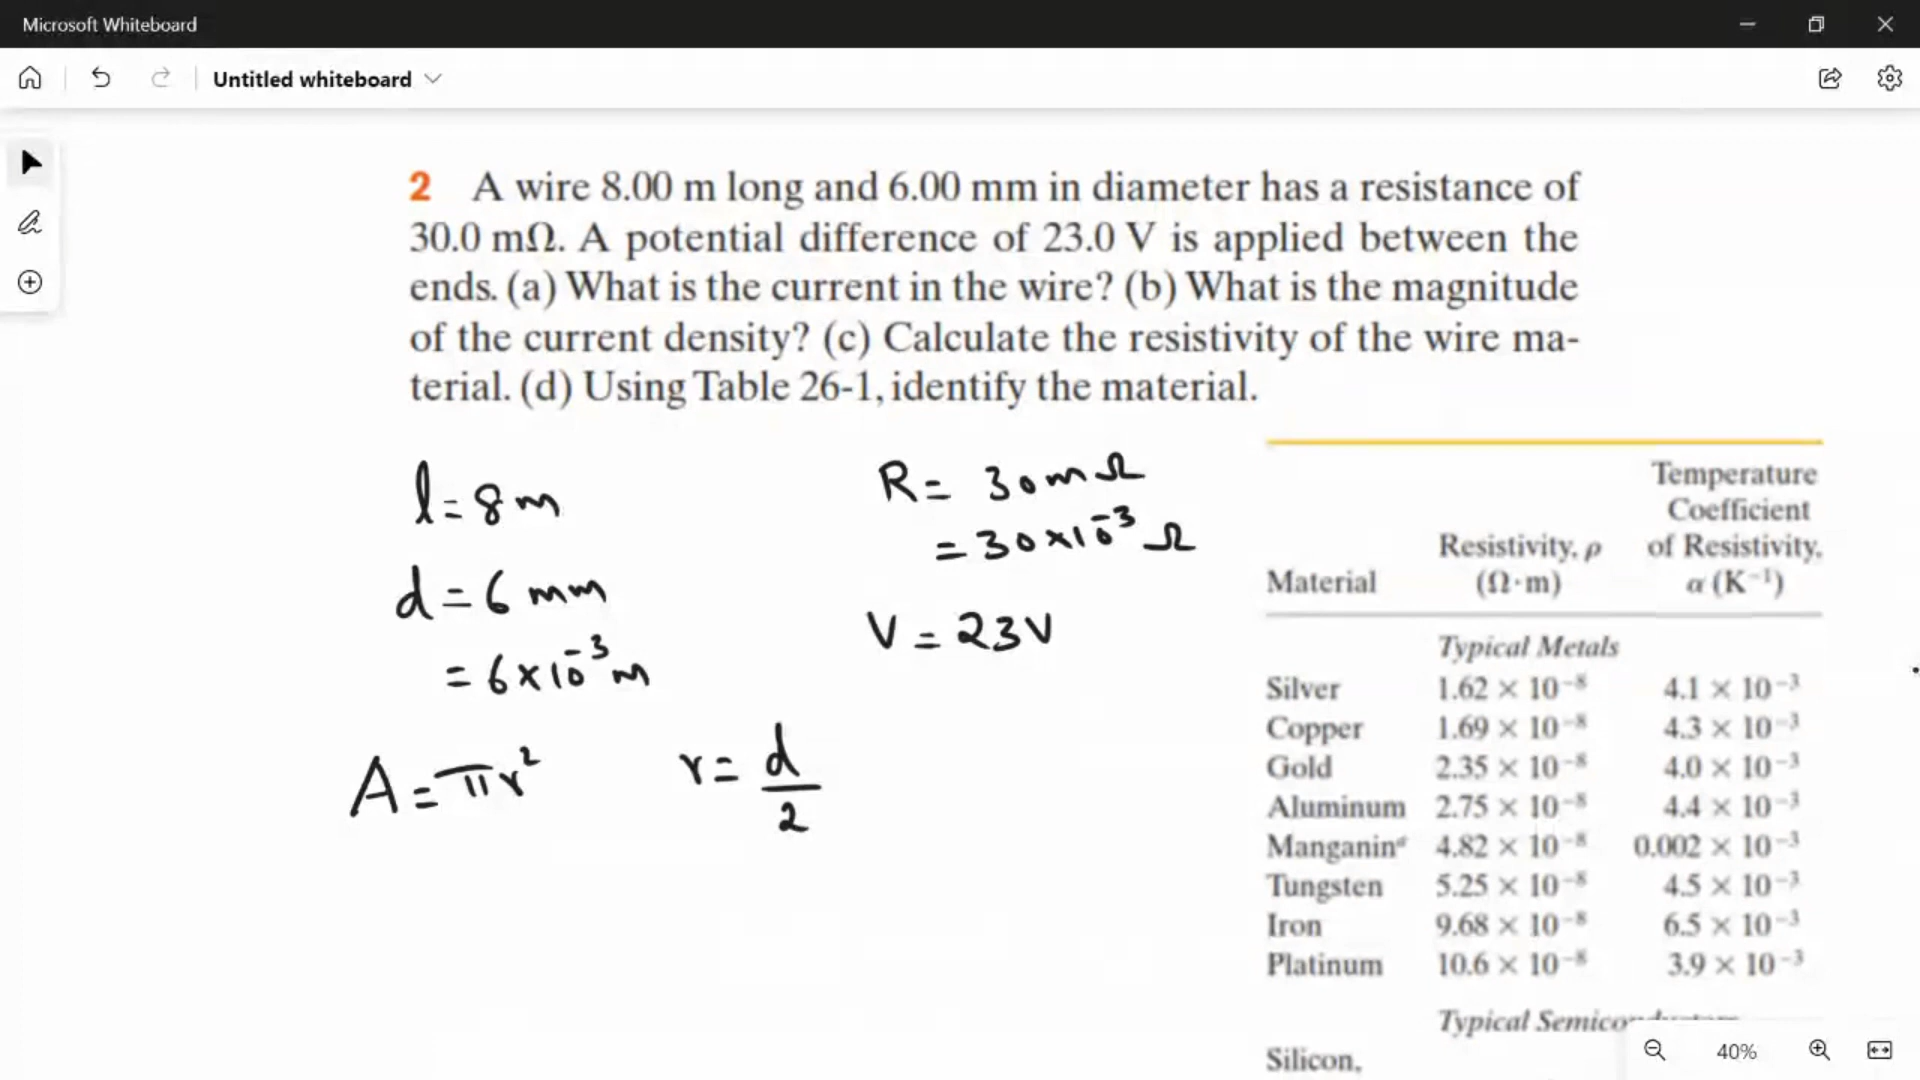 Microsoft Whiteboard
Untitled whiteboard
2 A wire 8.00 m long and 6.00 mm in diameter has a resistance of
30.0 mΩ. A potential difference of 23.0 V is applied between the
ends. (a) What is the current in the wire? (b) What is the magnitude
of the current density? (c) Calculate the resistivity of the wire ma-
terial. (d) Using Table 26-1, identify the material.
l = 8 m
d = 6 mm
= 6 × 10⁻³ m
A = πr² r = d/2
R = 30 mΩ
= 30 × 10⁻³ Ω
V = 23 V
Material Resistivity, ρ (Ω·m) Temperature Coefficient of Resistivity, α (K⁻¹)
Typical Metals
Silver 1.62 × 10⁻⁸ 4.1 × 10⁻³
Copper 1.69 × 10⁻⁸ 4.3 × 10⁻³
Gold 2.35 × 10⁻⁸ 4.0 × 10⁻³
Aluminum 2.75 × 10⁻⁸ 4.4 × 10⁻³
Manganinᵃ 4.82 × 10⁻⁸ 0.002 × 10⁻³
Tungsten 5.25 × 10⁻⁸ 4.5 × 10⁻³
Iron 9.68 × 10⁻⁸ 6.5 × 10⁻³
Platinum 10.6 × 10⁻⁸ 3.9 × 10⁻³
Typical
Silicon,
40%